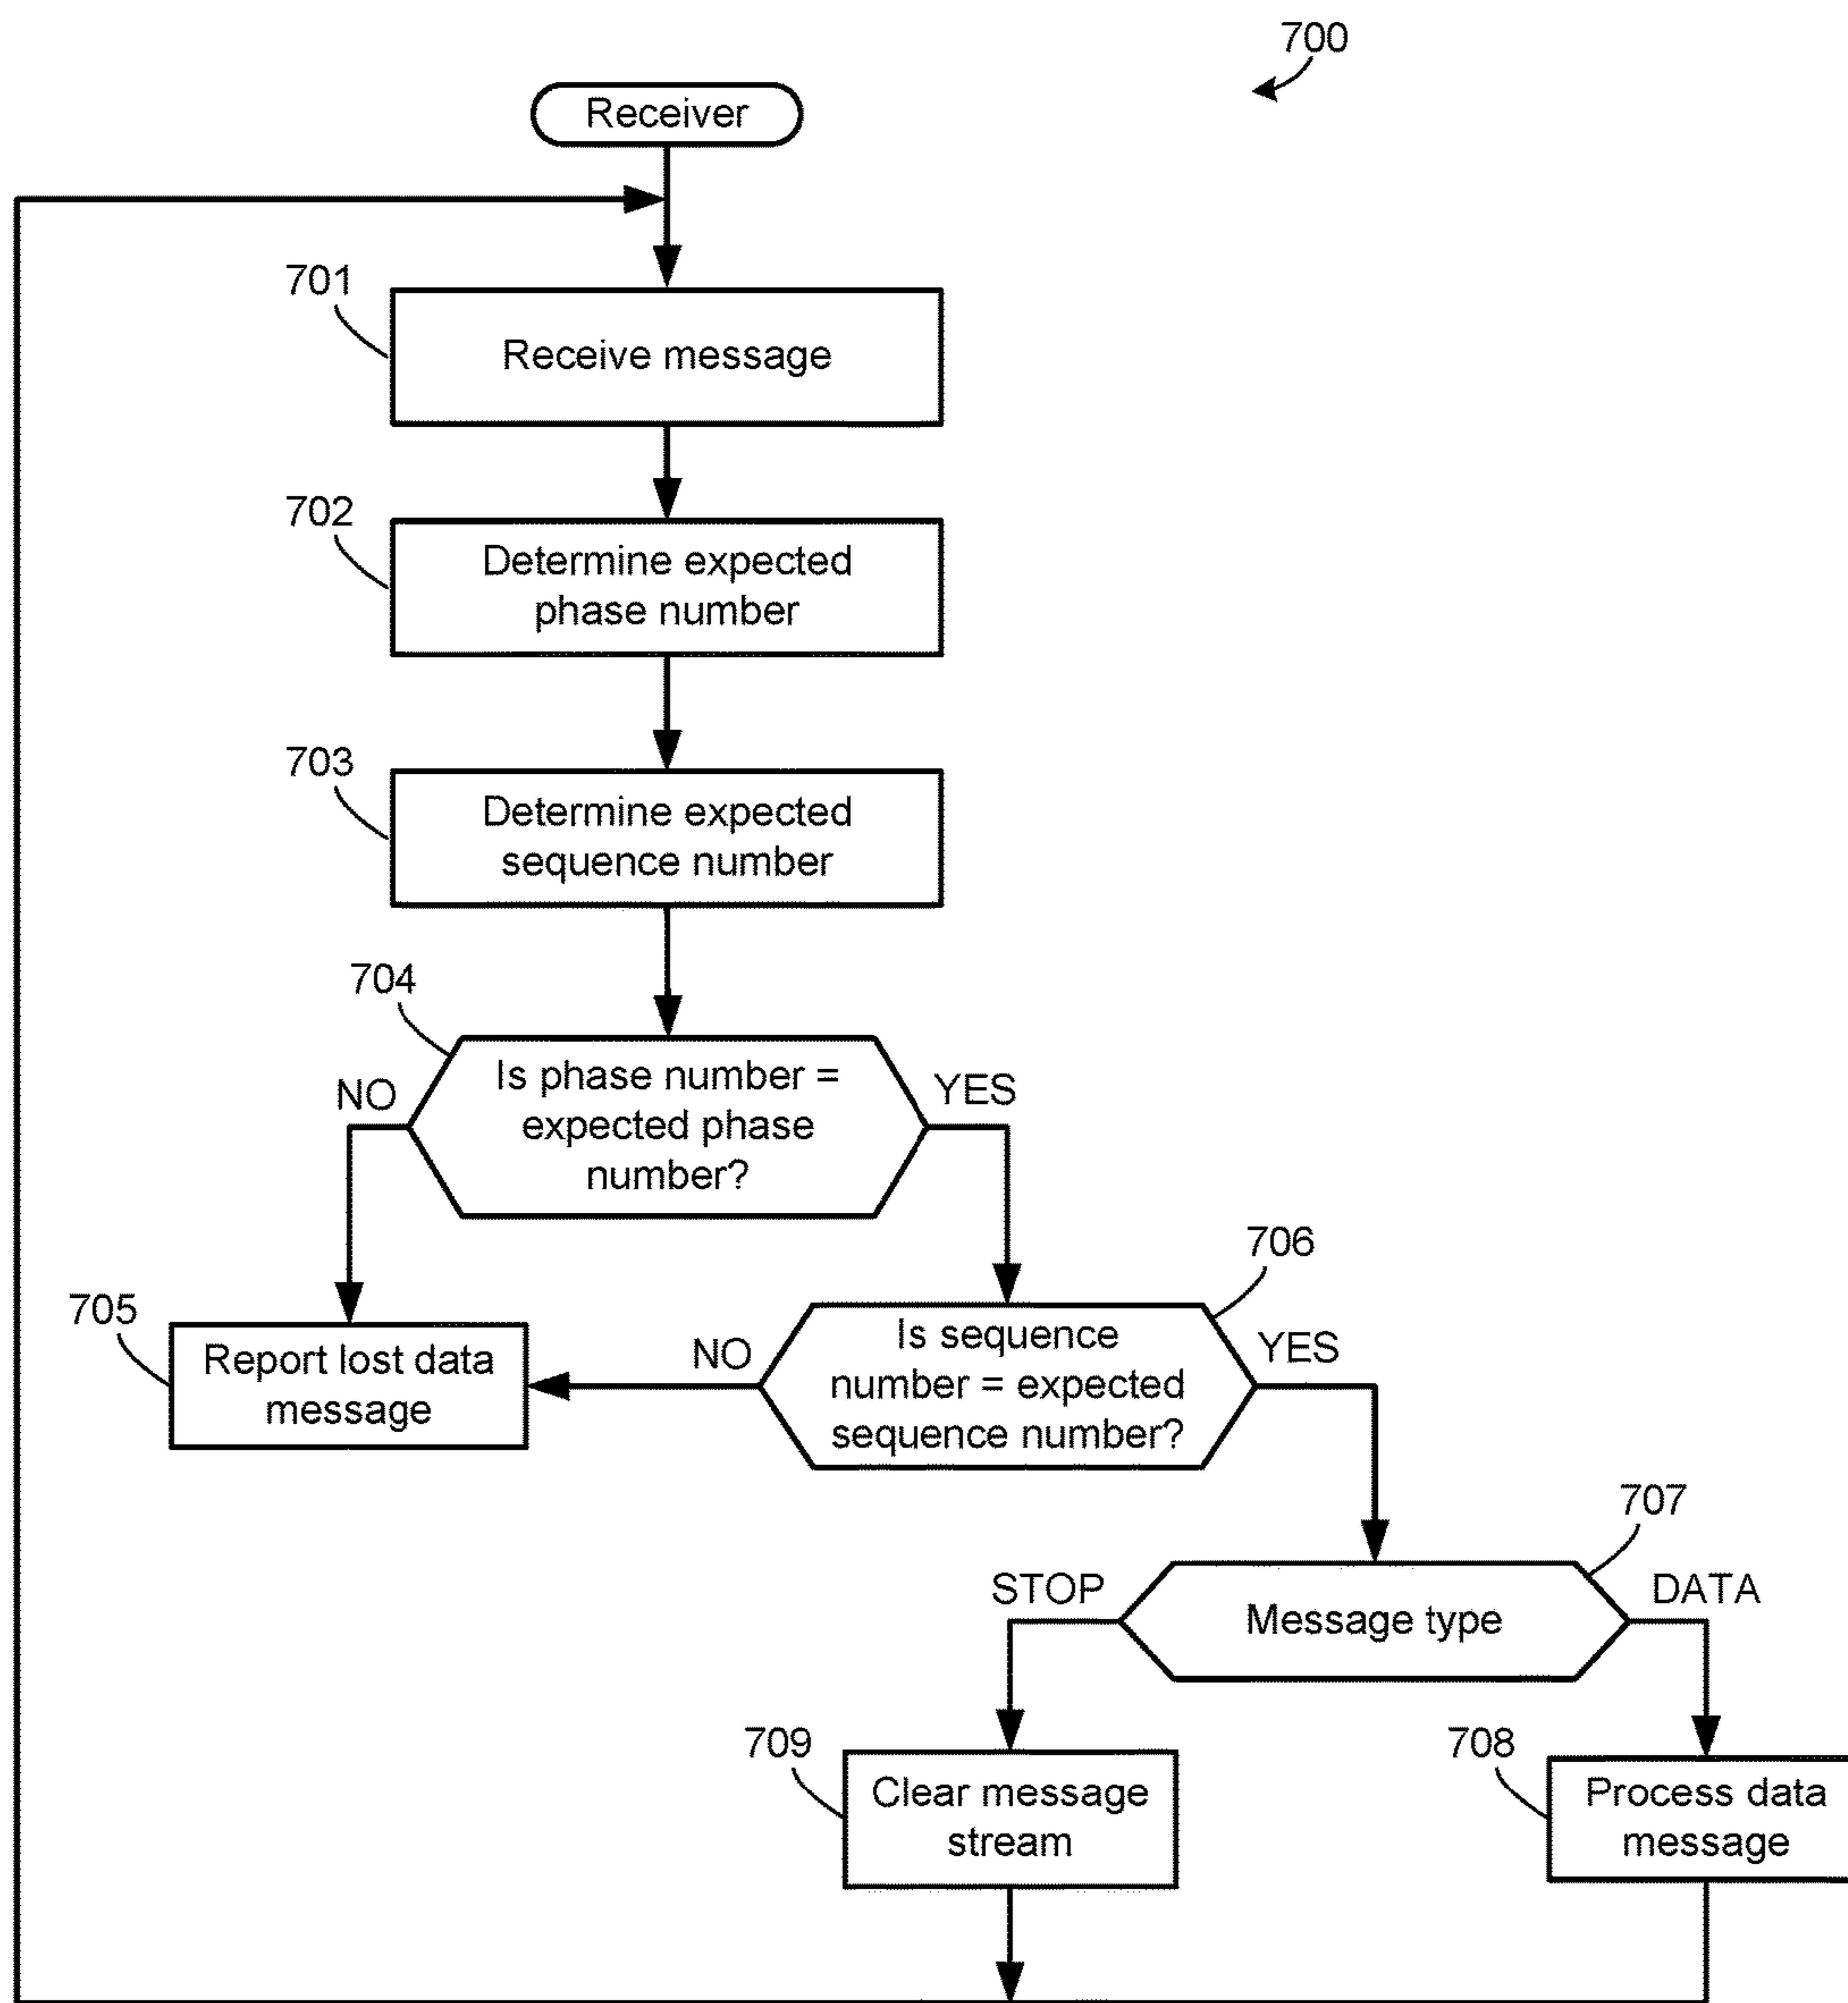 700
Receiver
701
Receive message
702
Determine expected
phase number
703
Determine expected
sequence number
704
Is phase number =
expected phase
number?
NO
YES
705
Report lost data
message
706
Is sequence
number = expected
sequence number?
NO
YES
707
Message type
STOP
DATA
709
Clear message
stream
708
Process data
message